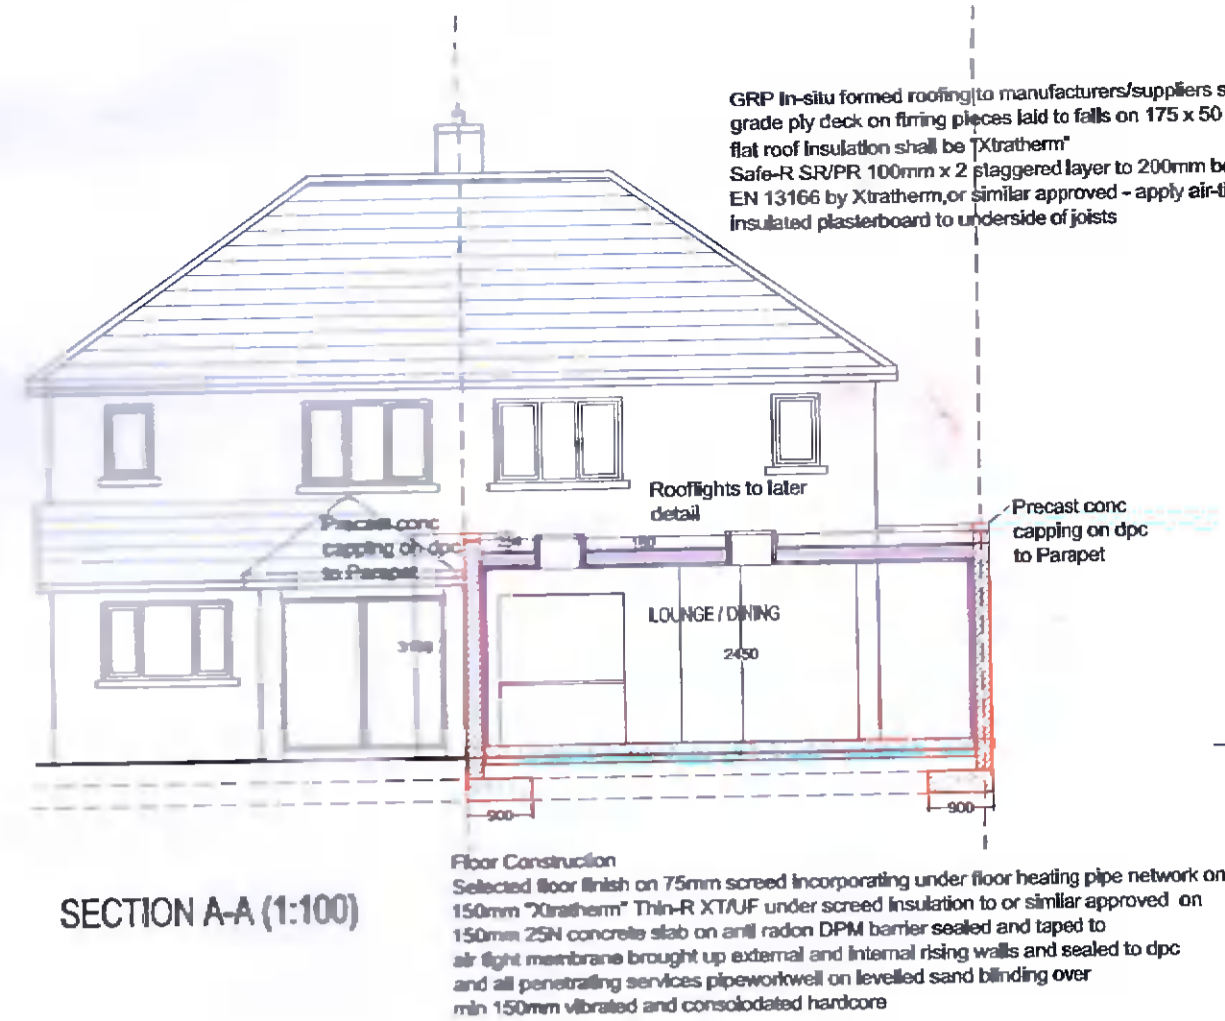 GRP In-situ formed roofing to manufacturers/suppliers s
grade ply deck on firring pieces laid to falls on 175 x 50
flat roof insulation shall be "Xtratherm"
Safe-R SR/PR 100mm x 2 staggered layer to 200mm be
EN 13166 by Xtratherm,or similar approved - apply air-ti
insulated plasterboard to underside of joists
Rooflights to later
detail
Precast conc
capping on dpc
to Parapet
Precast conc
capping on dpc
to Parapet
LOUNGE / DINING
2450
900
900
SECTION A-A (1:100)
Floor Construction
Selected floor finish on 75mm screed incorporating under floor heating pipe network on
150mm "Xtratherm" Thin-R XT/UF under screed insulation to or similar approved on
150mm 25N concrete slab on anti radon DPM barrier sealed and taped to
air tight membrane brought up external and internal rising walls and sealed to dpc
and all penetrating services pipeworkwell on levelled sand blinding over
min 150mm vibrated and consolodated hardcore